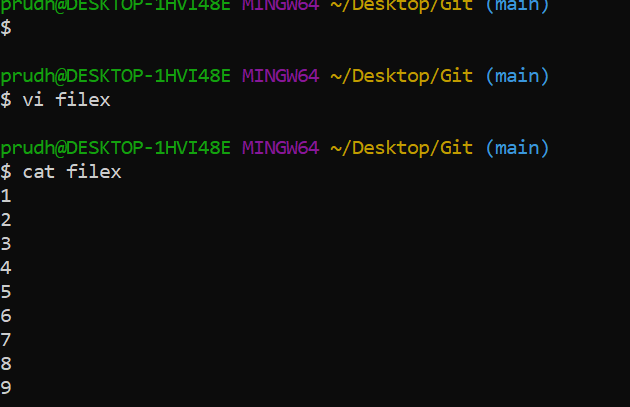 prudh@DESKTOP-1HVI48E MINGW64 ~/Desktop/Git (main)
$
prudh@DESKTOP-1HVI48E MINGW64 ~/Desktop/Git (main)
$ vi filex
prudh@DESKTOP-1HVI48E MINGW64 ~/Desktop/Git (main)
$ cat filex
1
2
3
4
5
6
7
8
9